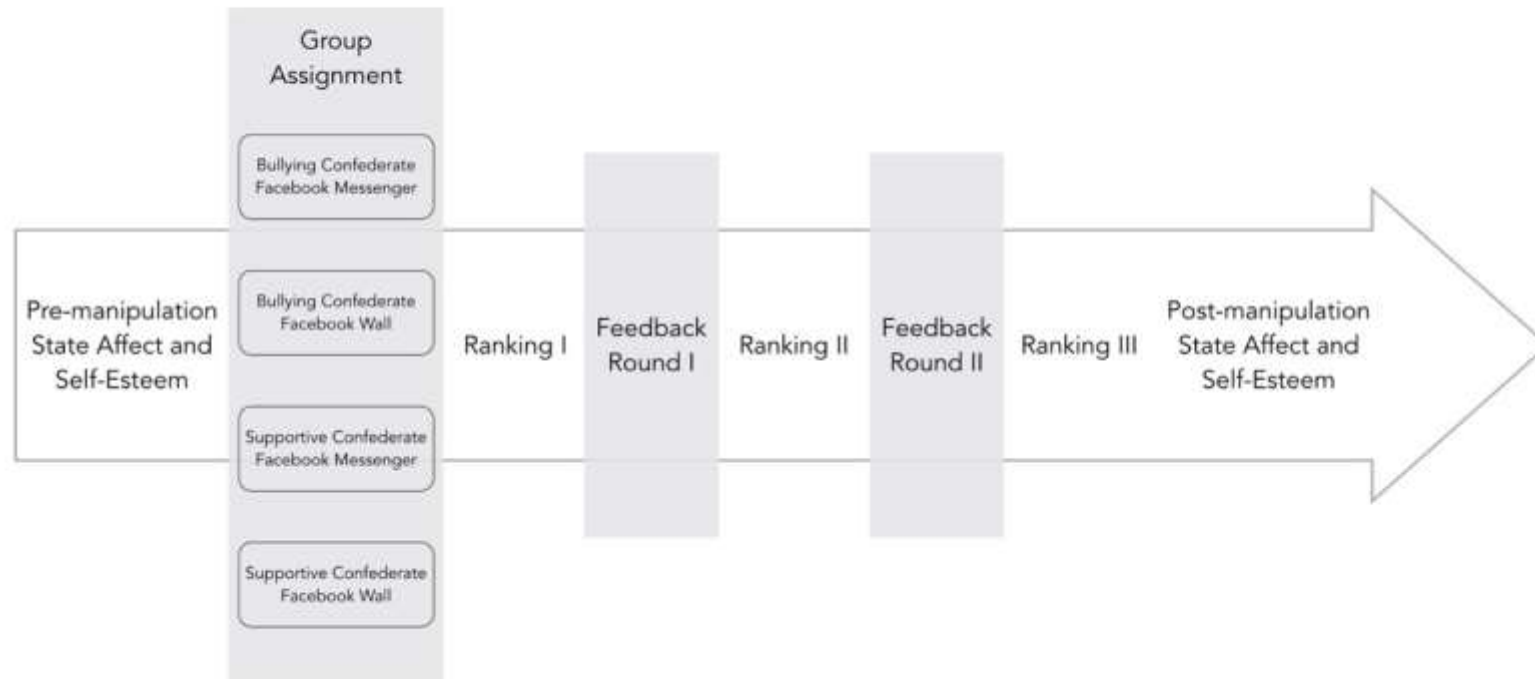 Group
Assignment
Bullying Confederate
Facebook Messenger
Bullying Confederate
Facebook Wall
Supportive Confederate
Facebook Messenger
Supportive Confederate
Facebook Wall
Pre-manipulation
State Affect and
Self-Esteem
Ranking I
Feedback
Round I
Ranking II
Feedback
Round II
Ranking III
Post-manipulation
State Affect and
Self-Esteem